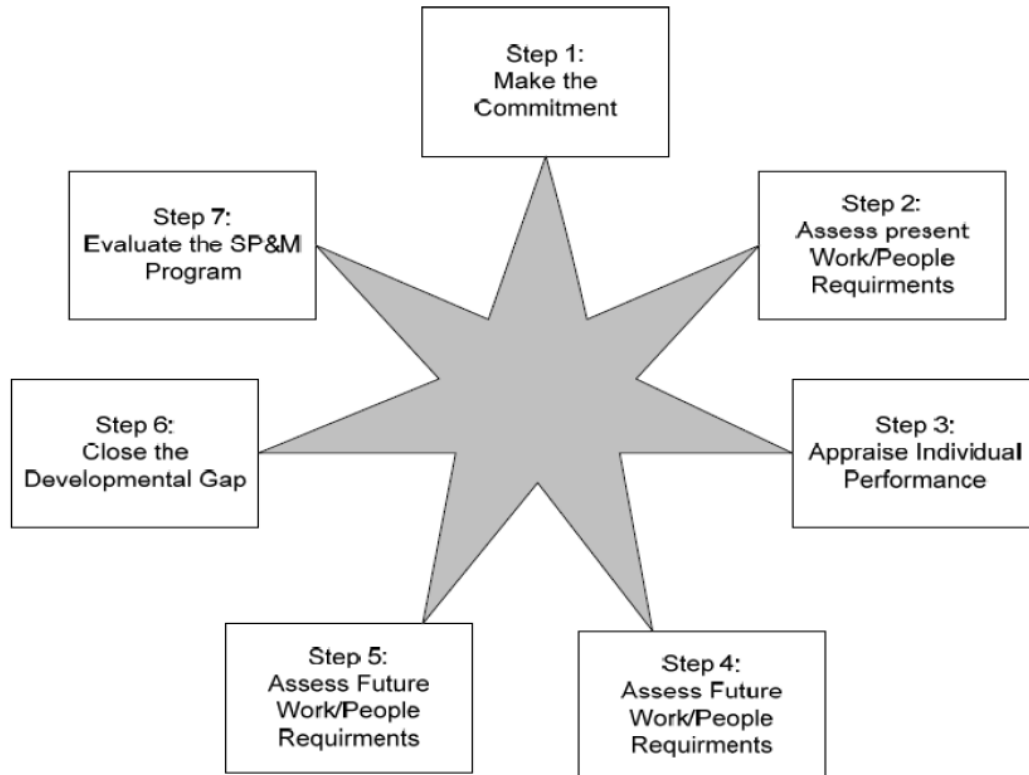 Step 1:
Make the
Commitment
Step 2:
Assess present
Work/People
Requirments
Step 3:
Appraise Individual
Performance
Step 4:
Assess Future
Work/People
Requirments
Step 5:
Assess Future
Work/People
Requirments
Step 6:
Close the
Developmental Gap
Step 7:
Evaluate the SP&M
Program